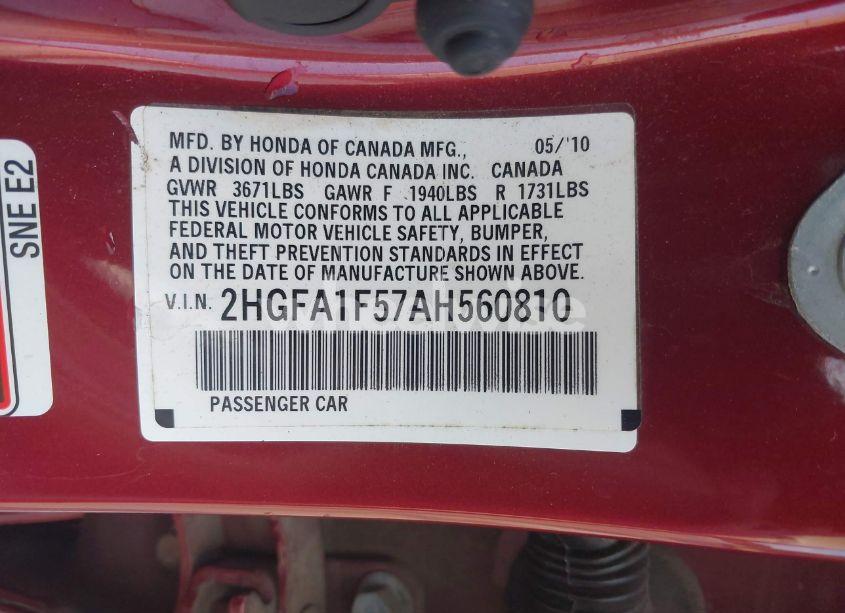 MFD. BY HONDA OF CANADA MFG., 05/'10
A DIVISION OF HONDA CANADA INC. CANADA
GVWR 3671LBS GAWR F 1940LBS R 1731LBS
THIS VEHICLE CONFORMS TO ALL APPLICABLE
FEDERAL MOTOR VEHICLE SAFETY, BUMPER,
AND THEFT PREVENTION STANDARDS IN EFFECT
ON THE DATE OF MANUFACTURE SHOWN ABOVE.
V.I.N. 2HGFA1F57AH560810
PASSENGER CAR
SNE E2